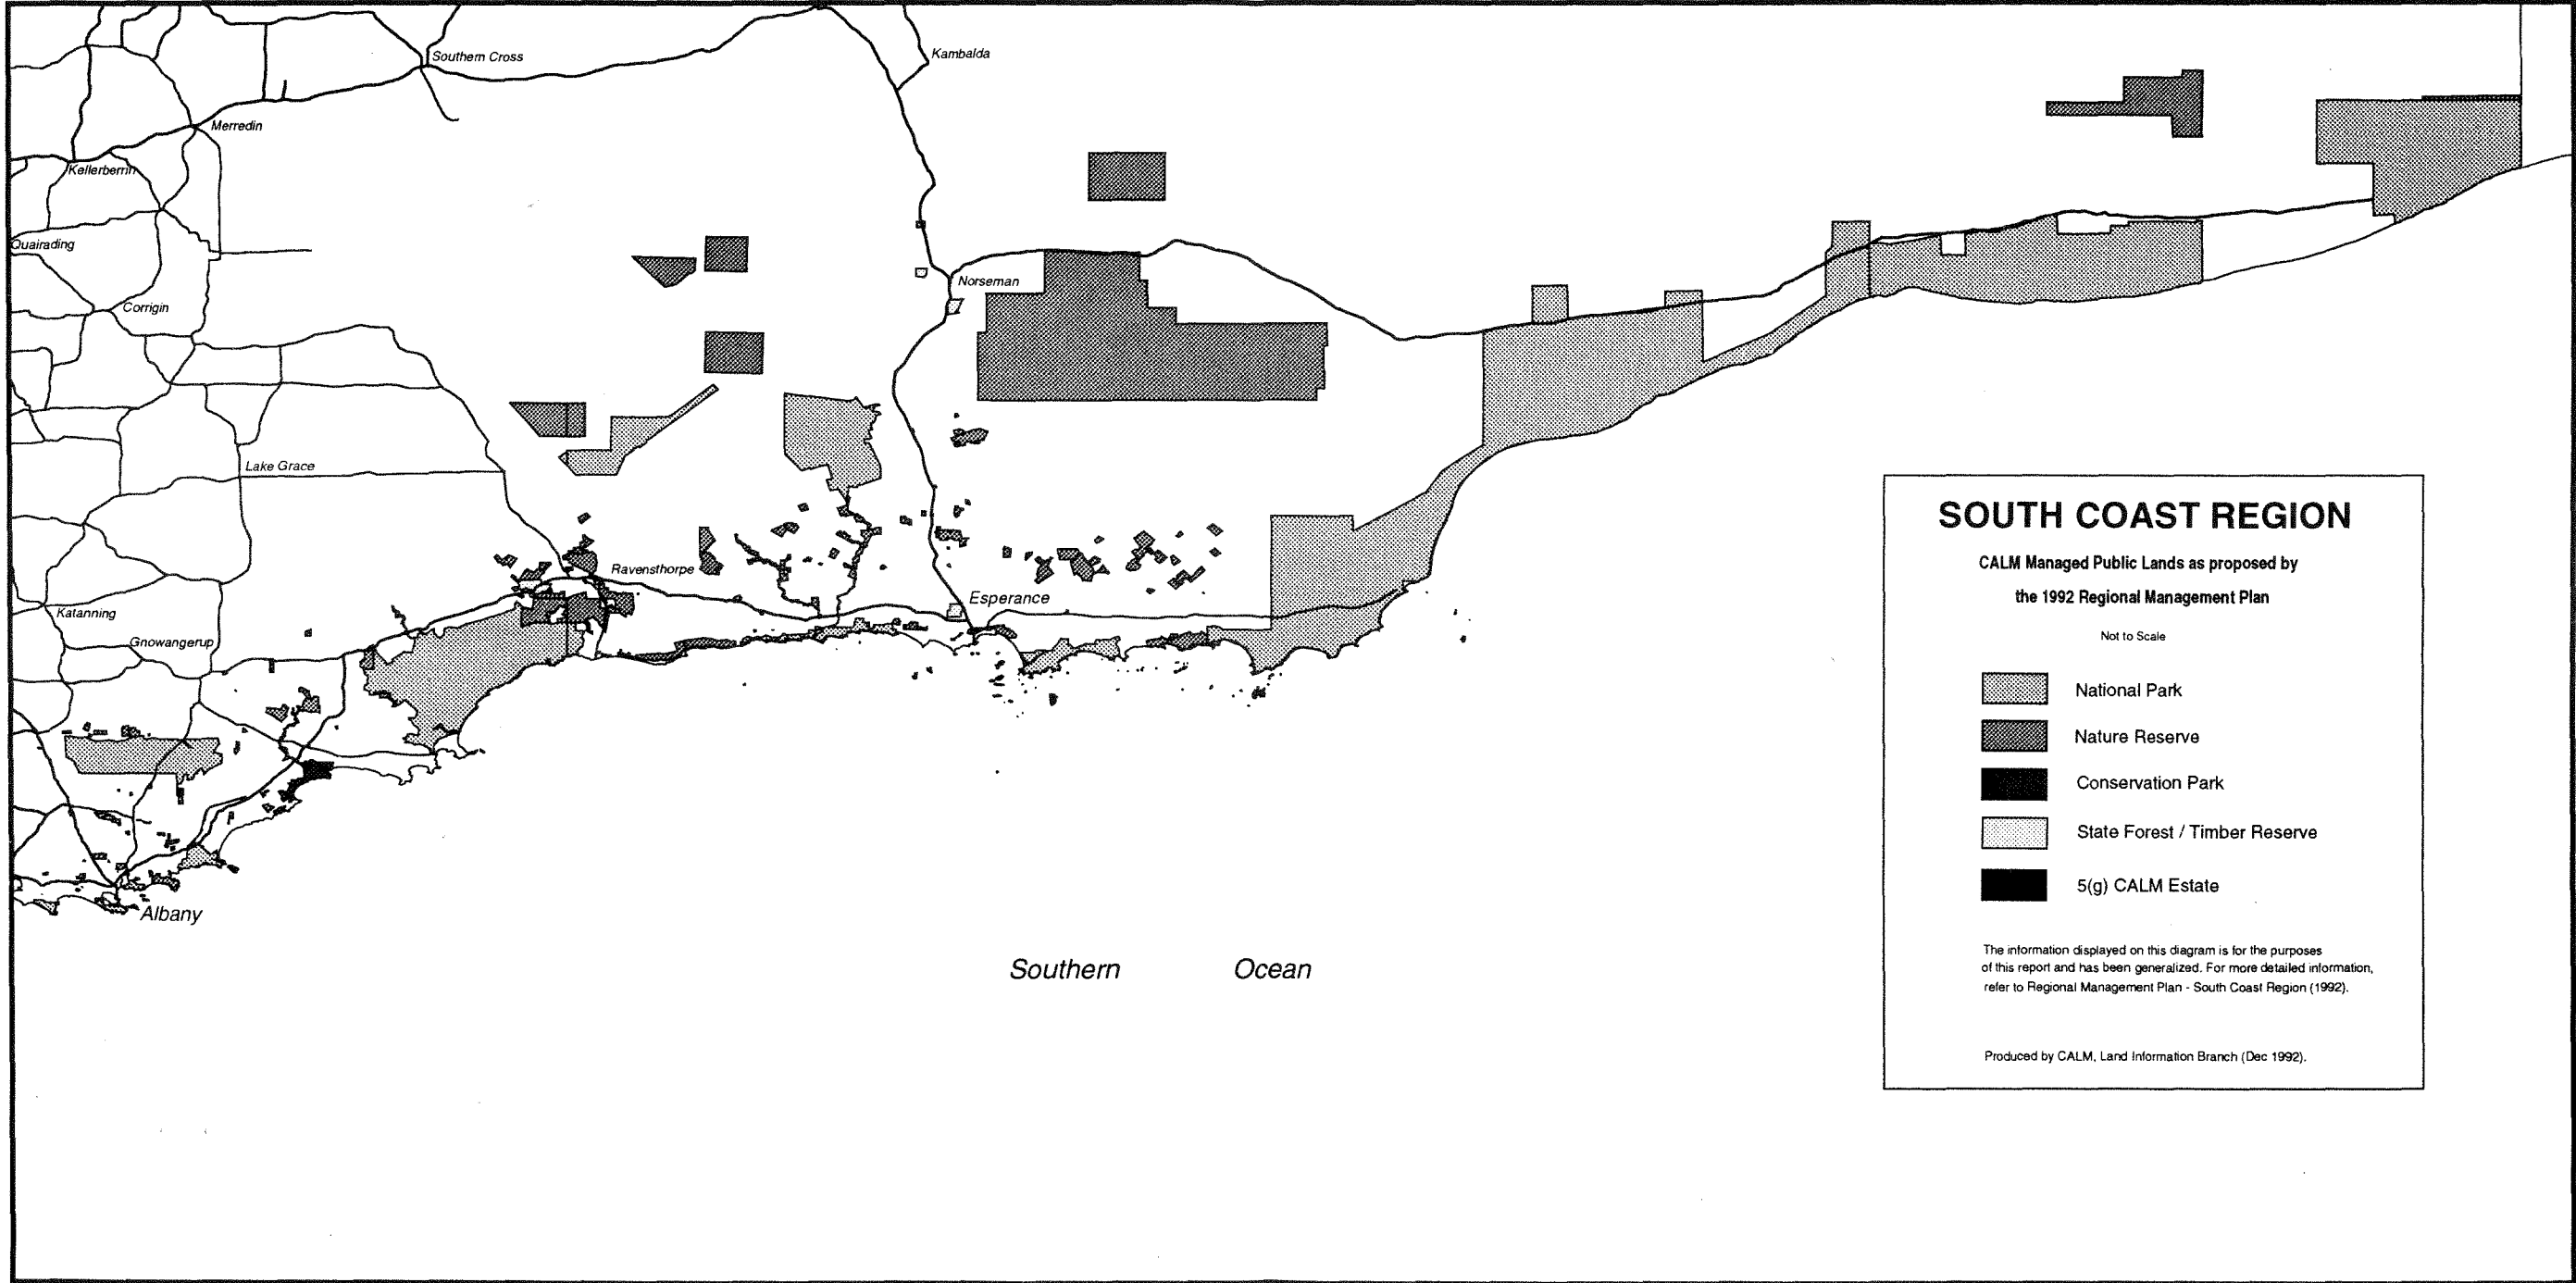 Southern Cross
Kambalda
Merredin
Kellerberrin
Quairading
Norseman
Corrigin
Lake Grace
Ravensthorpe
Esperance
Katanning
Gnowangerup
Albany
Southern Ocean
SOUTH COAST REGION
CALM Managed Public Lands as proposed by
the 1992 Regional Management Plan
Not to Scale
National Park
Nature Reserve
Conservation Park
State Forest / Timber Reserve
5(g) CALM Estate
The information displayed on this diagram is for the purposes
of this report and has been generalized. For more detailed information,
refer to Regional Management Plan - South Coast Region (1992).
Produced by CALM, Land Information Branch (Dec 1992).